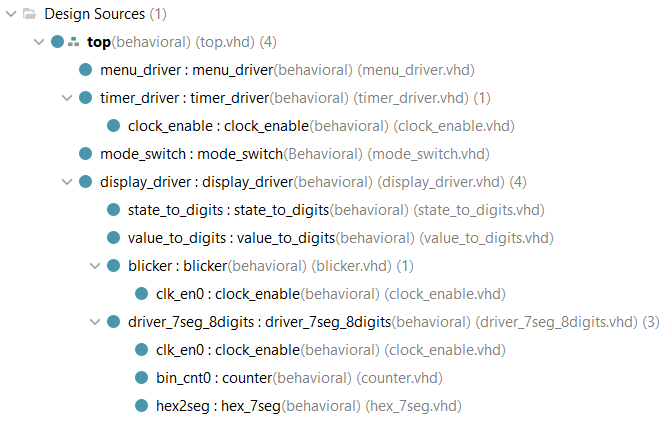 Design Sources (1)
top(behavioral) (top.vhd) (4)
menu_driver : menu_driver(behavioral) (menu_driver.vhd)
timer_driver : timer_driver(behavioral) (timer_driver.vhd) (1)
clock_enable : clock_enable(behavioral) (clock_enable.vhd)
mode_switch : mode_switch(Behavioral) (mode_switch.vhd)
display_driver : display_driver(behavioral) (display_driver.vhd) (4)
state_to_digits : state_to_digits(behavioral) (state_to_digits.vhd)
value_to_digits : value_to_digits(behavioral) (value_to_digits.vhd)
blicker : blicker(behavioral) (blicker.vhd) (1)
clk_en0 : clock_enable(behavioral) (clock_enable.vhd)
driver_7seg_8digits : driver_7seg_8digits(behavioral) (driver_7seg_8digits.vhd) (3)
clk_en0 : clock_enable(behavioral) (clock_enable.vhd)
bin_cnt0 : counter(behavioral) (counter.vhd)
hex2seg : hex_7seg(behavioral) (hex_7seg.vhd)